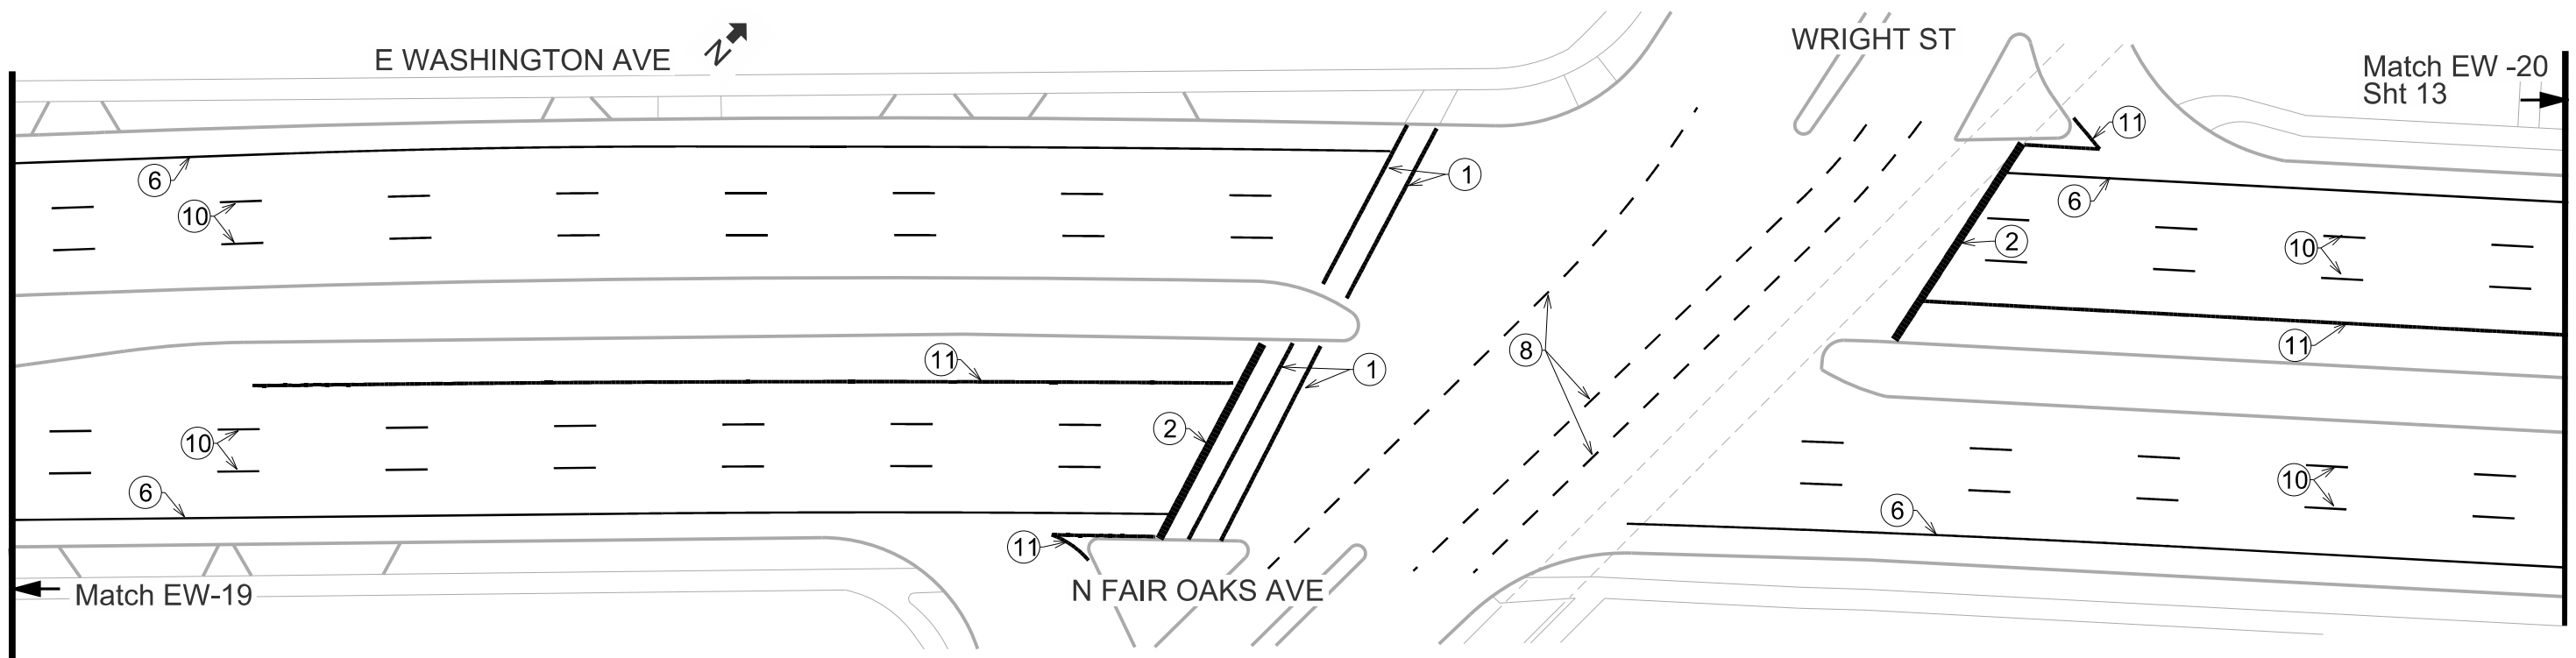 E WASHINGTON AVE
N
WRIGHT ST
Match EW -20
Sht 13
11
6
1
6
10
2
10
8
11
11
1
10
2
10
6
6
11
Match EW-19
N FAIR OAKS AVE